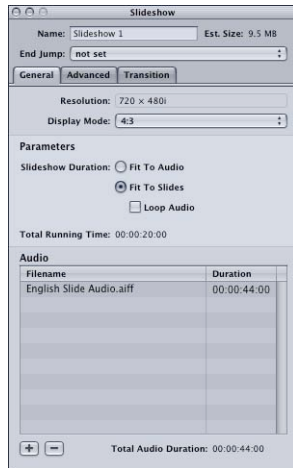 Slideshow
Name: Slideshow 1 Est. Size: 9.5 MB
End Jump: not set
General Advanced Transition
Resolution: 720 × 480i
Display Mode: 4:3
Parameters
Slideshow Duration: Fit To Audio
Fit To Slides
Loop Audio
Total Running Time: 00:00:20:00
Audio
Filename Duration
English Slide Audio.aiff 00:00:44:00
Total Audio Duration: 00:00:44:00